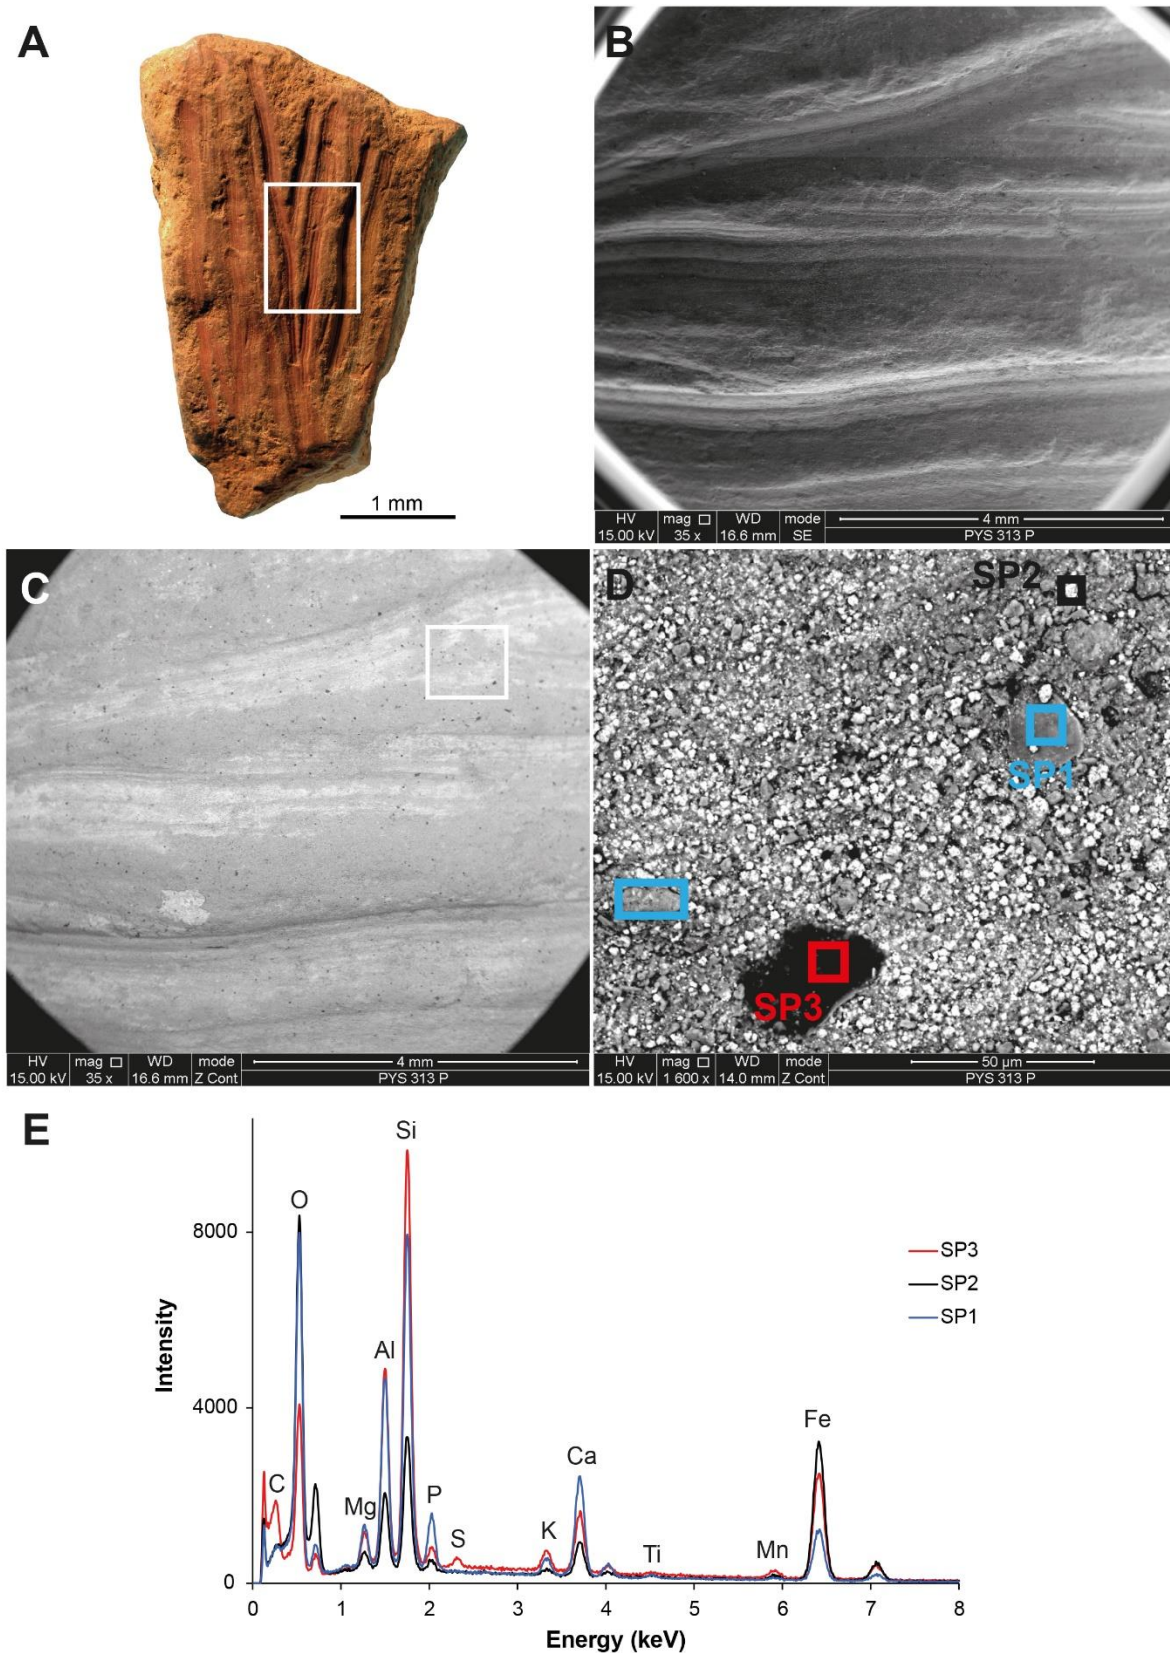 A
1 mm
B
HV mag WD mode 4 mm
15.00 kV 35 x 16.6 mm SE PYS 313 P
C
HV mag WD mode 4 mm
15.00 kV 35 x 16.6 mm Z Cont PYS 313 P
D
SP2
SP1
SP3
HV mag WD mode 50 µm
15.00 kV 1 600 x 14.0 mm Z Cont PYS 313 P
E
Si
O
8000
SP3
SP2
SP1
Al
Intensity
4000
Fe
Ca
C
Mg
P
S
K
Ti
Mn
0
0 1 2 3 4 5 6 7 8
Energy (keV)